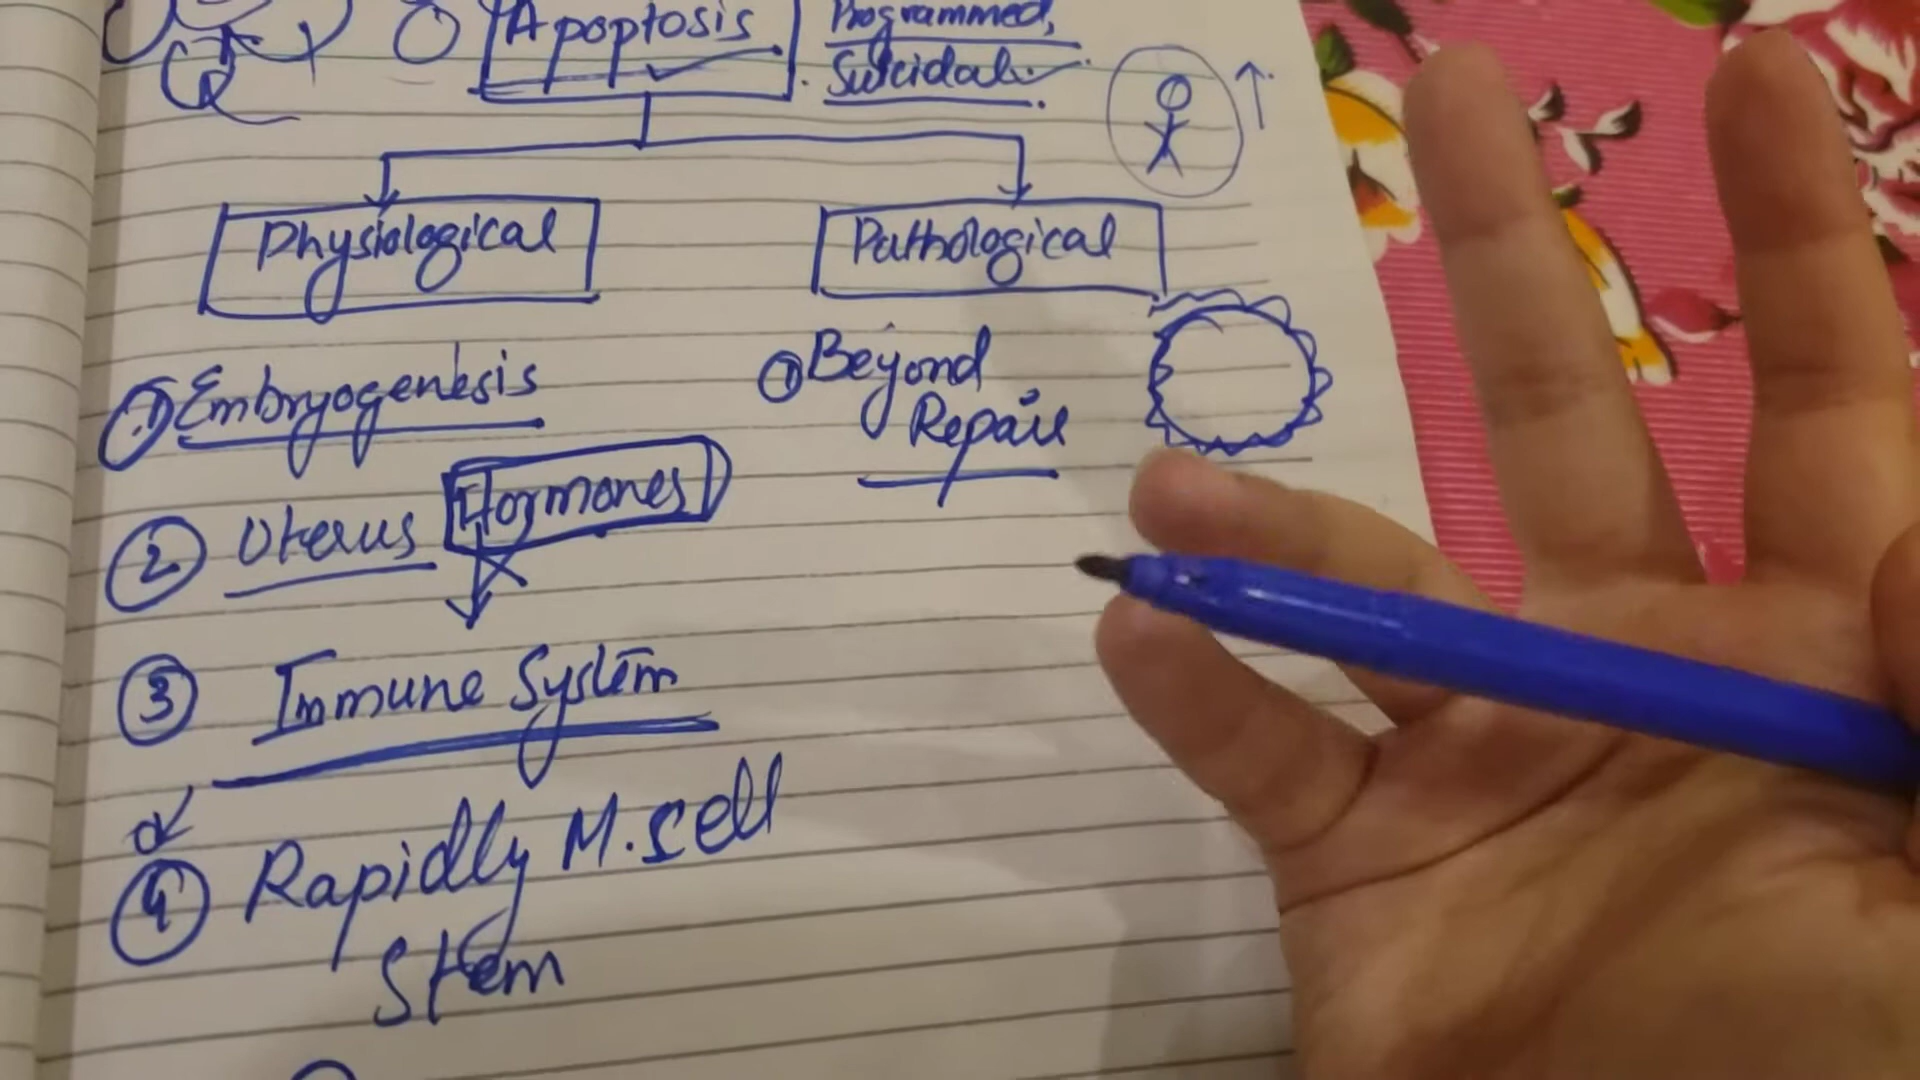 Apoptosis Programmed,
Suicidal.
Physiological Pathological
① Embryogenesis ① Beyond
Repair
② Uterus Hormones
③ Immune System
④ Rapidly M.cell
Stem